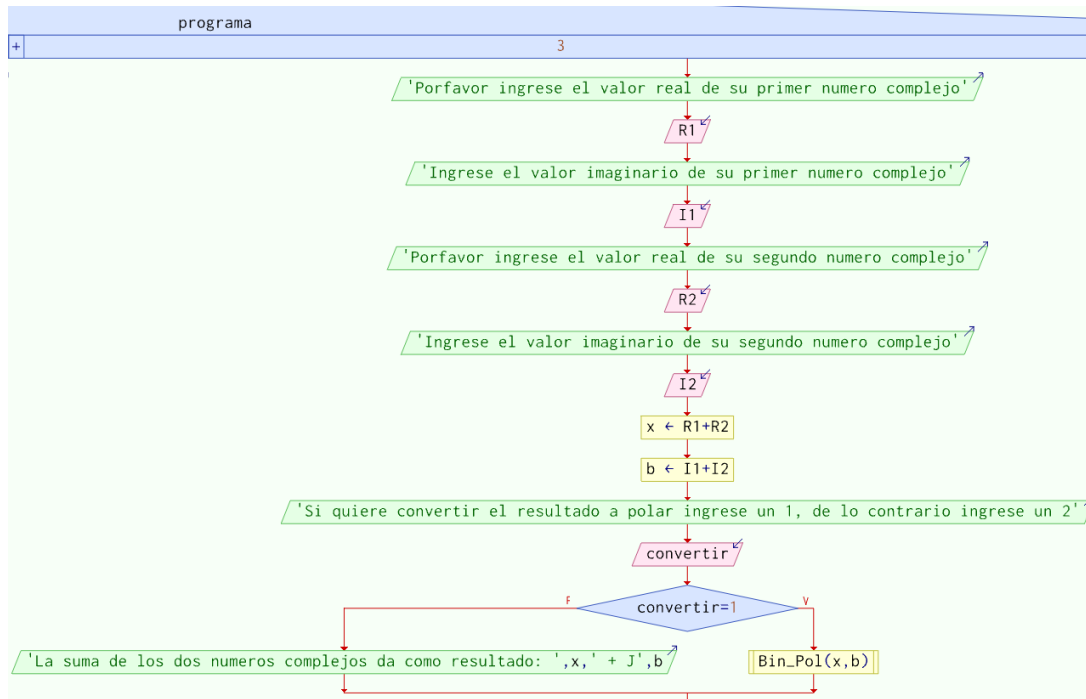 programa
+ 3
'Porfavor ingrese el valor real de su primer numero complejo'
R1
'Ingrese el valor imaginario de su primer numero complejo'
I1
'Porfavor ingrese el valor real de su segundo numero complejo'
R2
'Ingrese el valor imaginario de su segundo numero complejo'
I2
x ← R1+R2
b ← I1+I2
'Si quiere convertir el resultado a polar ingrese un 1, de lo contrario ingrese un 2'
convertir
F convertir=1 V
'La suma de los dos numeros complejos da como resultado: ',x,' + J',b Bin_Pol(x,b)